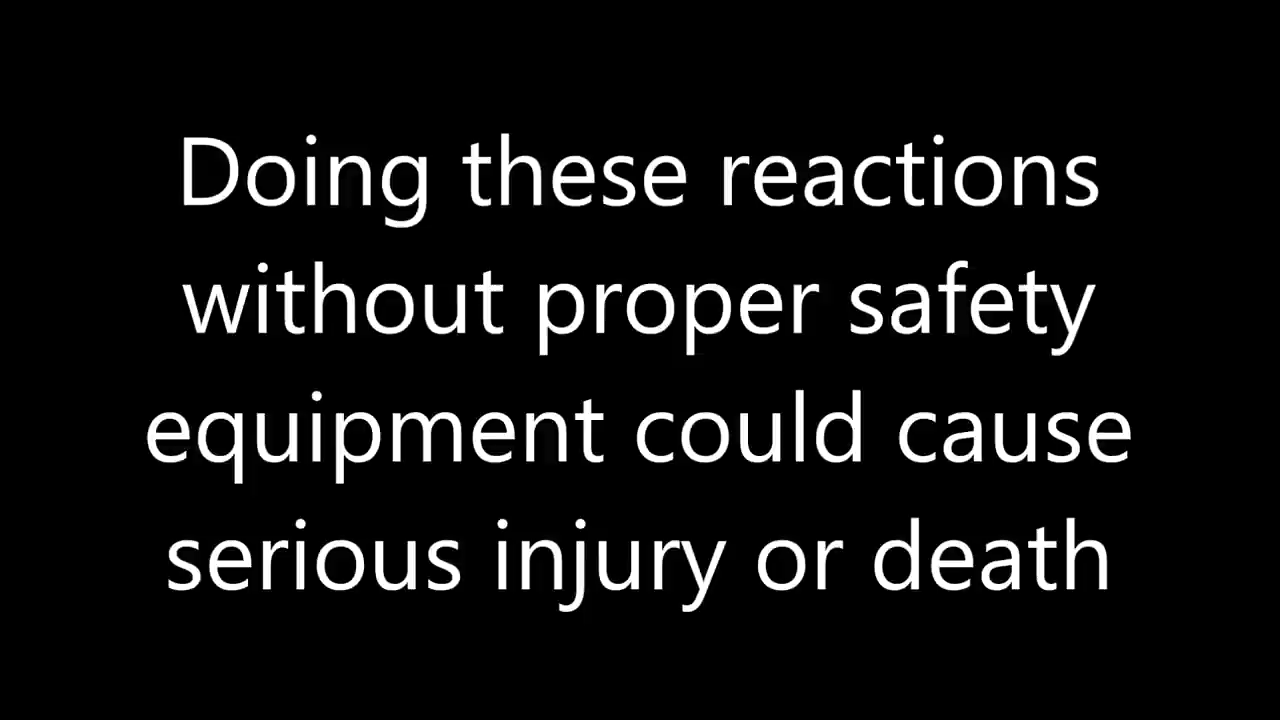 Doing these reactions
without proper safety
equipment could cause
serious injury or death